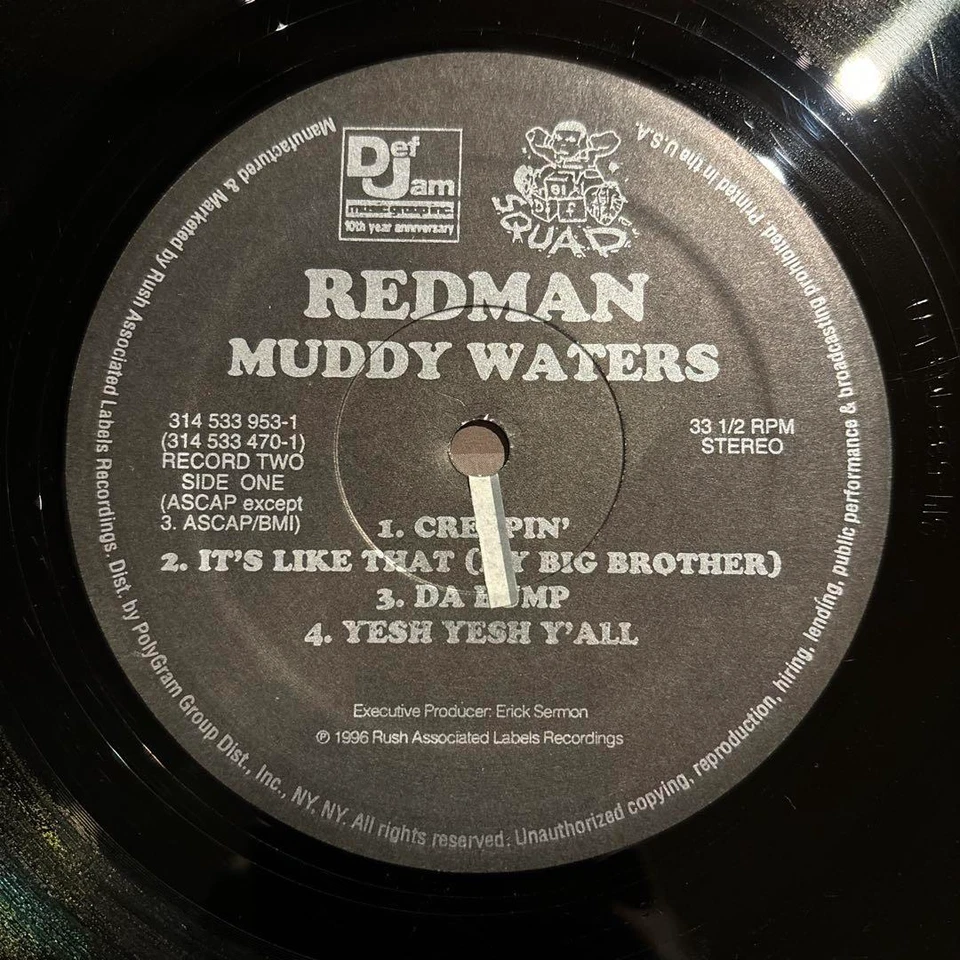 Def
Jam
music group inc.
10th year anniversary
SQUAD
REDMAN
MUDDY WATERS
314 533 953-1
(314 533 470-1)
RECORD TWO
SIDE ONE
(ASCAP except
3. ASCAP/BMI)
33 1/2 RPM
STEREO
1. CREEPIN'
2. IT'S LIKE THAT (MY BIG BROTHER)
3. DA BUMP
4. YESH YESH Y'ALL
Executive Producer: Erick Sermon
℗ 1996 Rush Associated Labels Recordings
Manufactured & Marketed by Rush Associated Labels Recordings. Dist. by PolyGram Group Dist., Inc., NY. NY. All rights reserved. Unauthorized copying, reproduction, hiring, lending, public performance & broadcasting prohibited. Printed in the U.S.A.